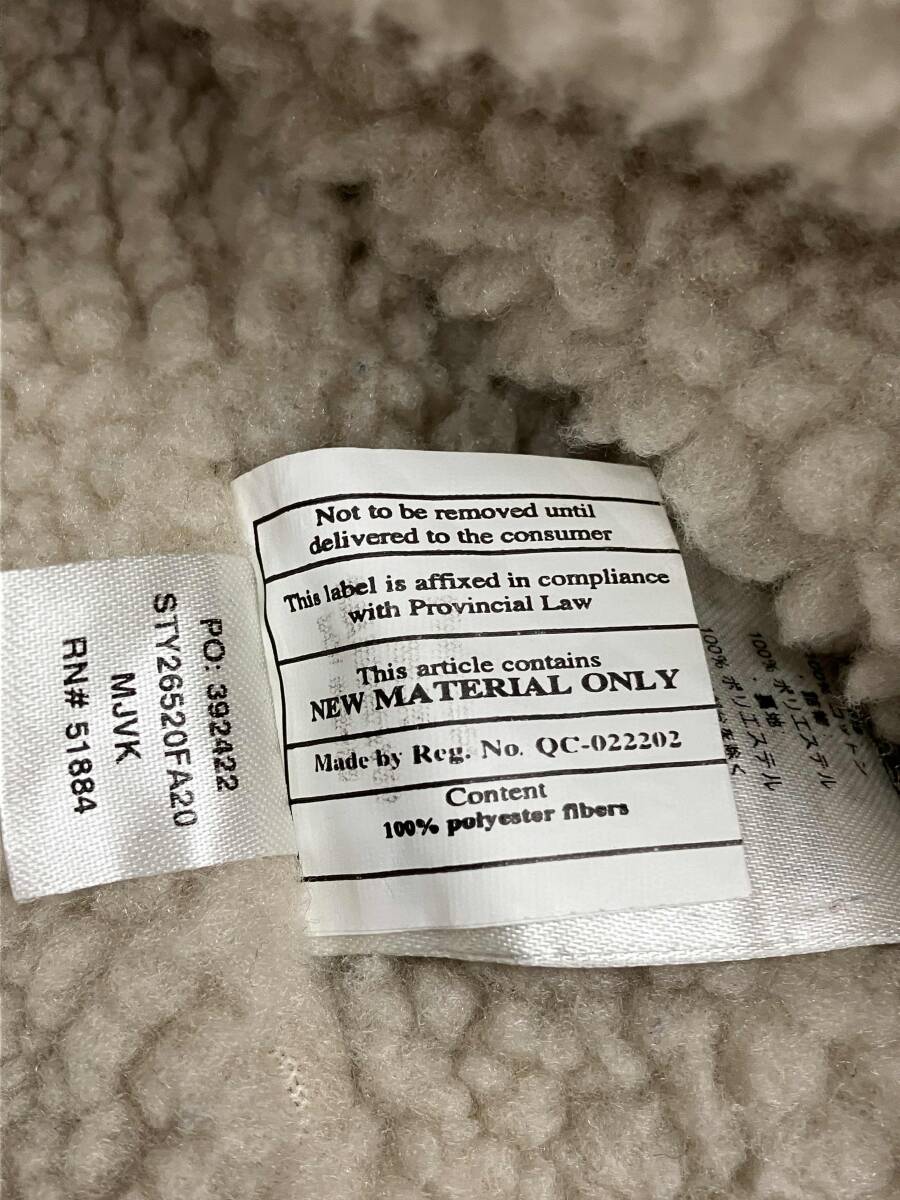 PO: 392422
STY26520FA20
MJVK
RN# 51884
Not to be removed until
delivered to the consumer
This label is affixed in compliance
with Provincial Law
This article contains
NEW MATERIAL ONLY
Made by Reg. No. QC-022202
Content
100% polyester fibers
100% ポリエステル